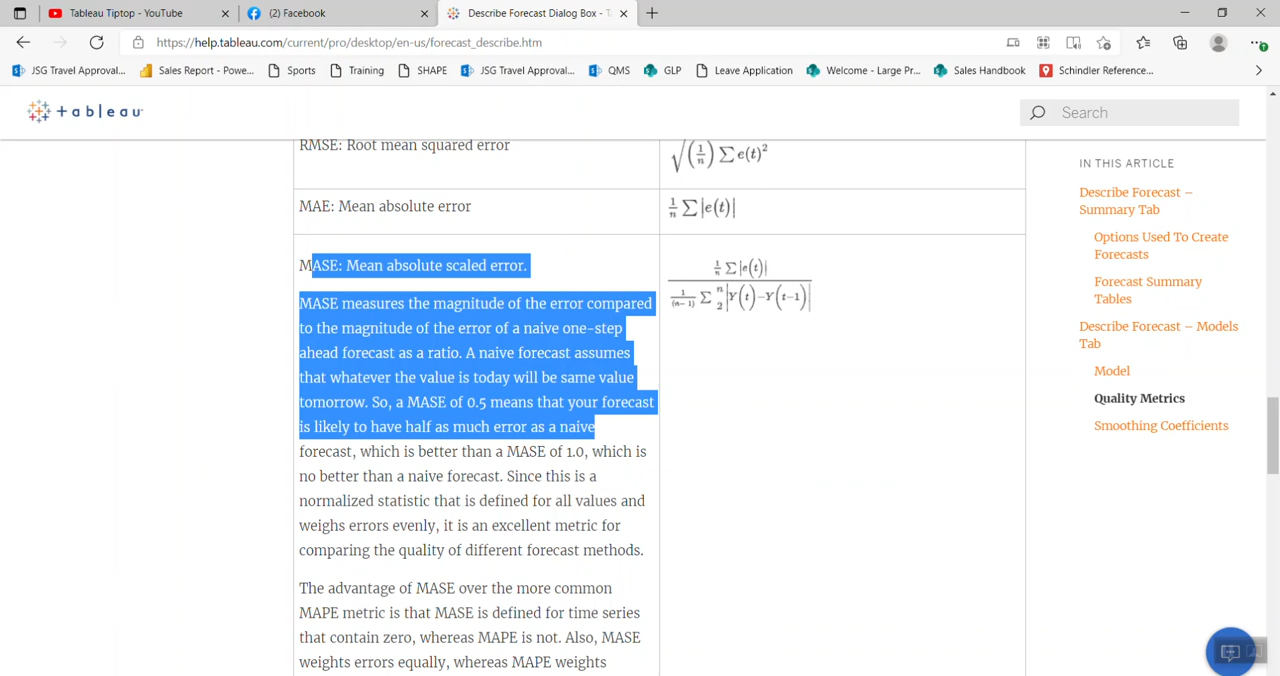 Tableau Tiptop - YouTube
(2) Facebook
Describe Forecast Dialog Box - T
https://help.tableau.com/current/pro/desktop/en-us/forecast_describe.htm
JSG Travel Approval...
Sales Report - Powe...
Sports
Training
SHAPE
JSG Travel Approval...
QMS
GLP
Leave Application
Welcome - Large Pr...
Sales Handbook
Schindler Reference...
+ a b l e a u
Search
RMSE: Root mean squared error
√(1/n) ∑ e(t)²
MAE: Mean absolute error
1/n ∑ |e(t)|
MASE: Mean absolute scaled error.
MASE measures the magnitude of the error compared
to the magnitude of the error of a naive one-step
ahead forecast as a ratio. A naive forecast assumes
that whatever the value is today will be same value
tomorrow. So, a MASE of 0.5 means that your forecast
is likely to have half as much error as a naive
forecast, which is better than a MASE of 1.0, which is
no better than a naive forecast. Since this is a
normalized statistic that is defined for all values and
weighs errors evenly, it is an excellent metric for
comparing the quality of different forecast methods.
The advantage of MASE over the more common
MAPE metric is that MASE is defined for time series
that contain zero, whereas MAPE is not. Also, MASE
weights errors equally, whereas MAPE weights
1/n ∑ |e(t)|
1/(n-1) ∑ n 2 |Y(t)-Y(t-1)|
IN THIS ARTICLE
Describe Forecast –
Summary Tab
Options Used To Create
Forecasts
Forecast Summary
Tables
Describe Forecast – Models
Tab
Model
Quality Metrics
Smoothing Coefficients